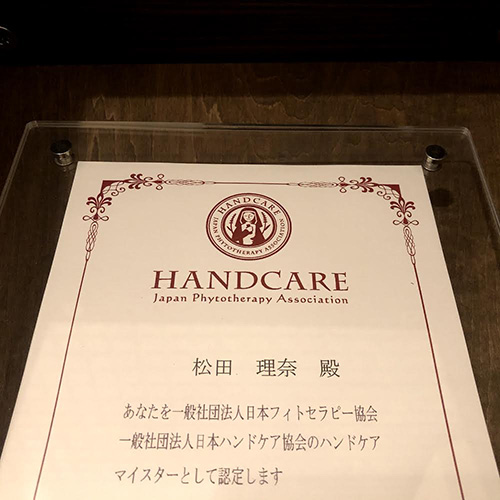 HANDCARE
JAPAN PHYTOTHERAPY ASSOCIATION
HANDCARE
Japan Phytotherapy Association
松田 理奈 殿
あなたを一般社団法人日本フィトセラピー協会
一般社団法人日本ハンドケア協会のハンドケア
マイスターとして認定します